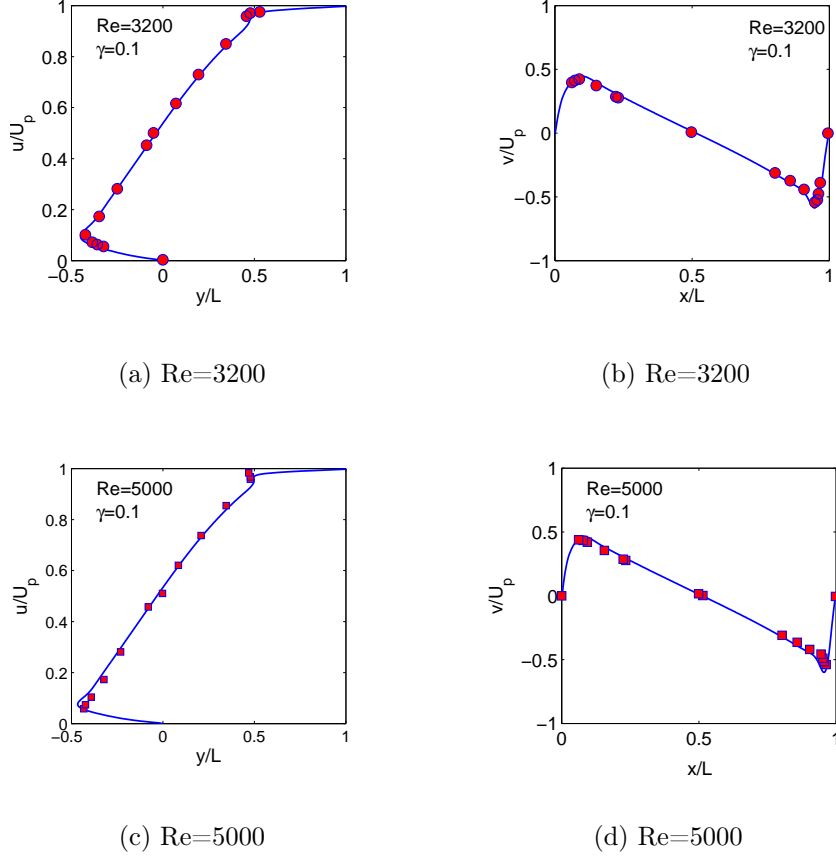 Re=3200
γ=0.1
1
0.8
0.6
0.4
0.2
0
−0.5 0 0.5 1
u/U_p
y/L
(a) Re=3200
Re=3200
γ=0.1
1
0.5
0
−0.5
−1
0 0.5 1
v/U_p
x/L
(b) Re=3200
Re=5000
γ=0.1
1
0.8
0.6
0.4
0.2
0
−0.5 0 0.5 1
u/U_p
y/L
(c) Re=5000
Re=5000
γ=0.1
1
0.5
0
−0.5
−1
0 0.5 1
v/U_p
x/L
(d) Re=5000